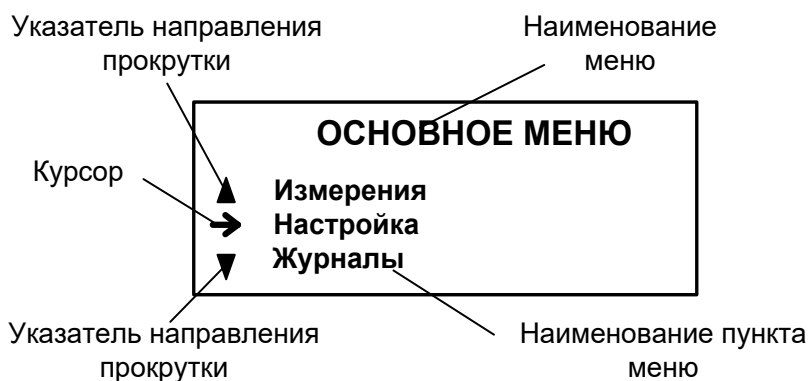 Указатель направления
прокрутки
Наименование
меню
ОСНОВНОЕ МЕНЮ
Курсор
Измерения
Настройка
Журналы
Указатель направления
прокрутки
Наименование пункта
меню